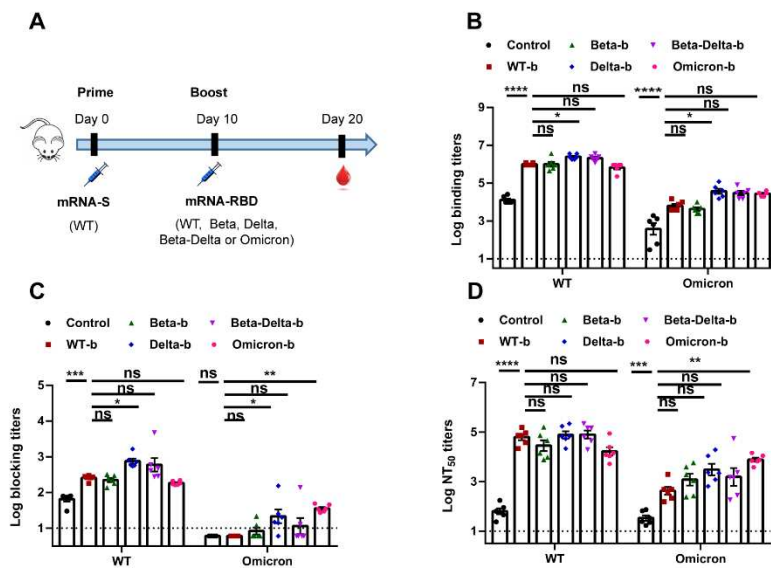 A
Prime
Boost
Day 0
Day 10
Day 20
mRNA-S
(WT)
mRNA-RBD
(WT, Beta, Delta,
Beta-Delta or Omicron)
B
Control
Beta-b
Beta-Delta-b
WT-b
Delta-b
Omicron-b
ns
ns
**** * ns
**** ns
ns
* ns
Log binding titers
9
7
5
3
1
WT
Omicron
C
Control
Beta-b
Beta-Delta-b
WT-b
Delta-b
Omicron-b
ns
*** ns
*
ns
ns **
ns
*
ns
Log blocking titers
5
4
3
2
1
WT
Omicron
D
Control
Beta-b
Beta-Delta-b
WT-b
Delta-b
Omicron-b
ns
**** ns
ns
ns
*** **
ns
ns
ns
Log NT50 titers
7
5
3
1
WT
Omicron